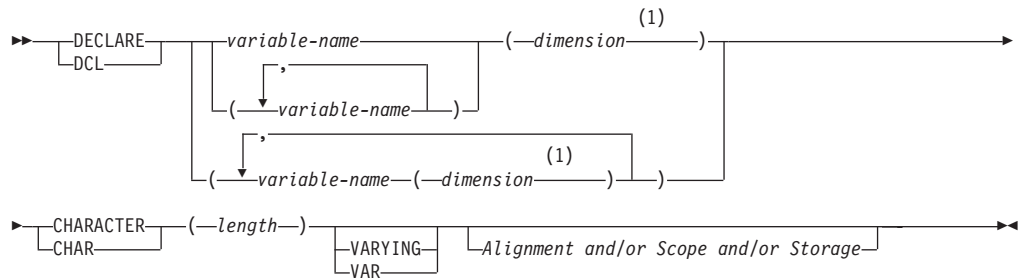 (1)
DECLARE variable-name ( dimension )
DCL
,
( variable-name )
,
(1)
( variable-name ( dimension ) )
CHARACTER ( length )
CHAR VARYING Alignment and/or Scope and/or Storage
VAR